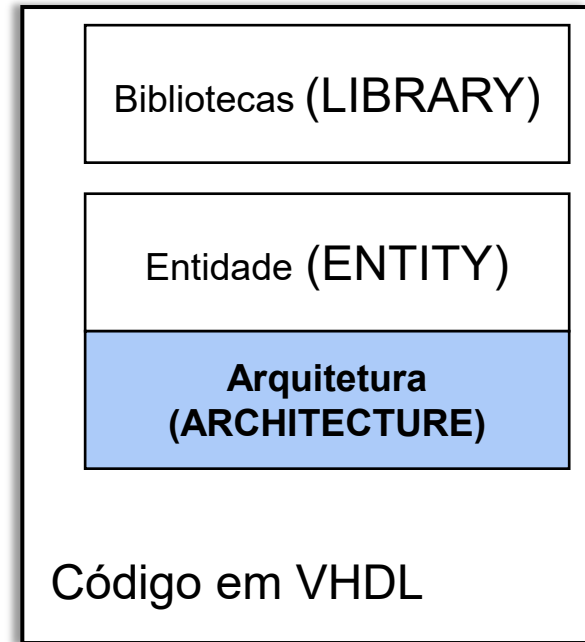 Bibliotecas (LIBRARY)
Entidade (ENTITY)
Arquitetura
(ARCHITECTURE)
Código em VHDL